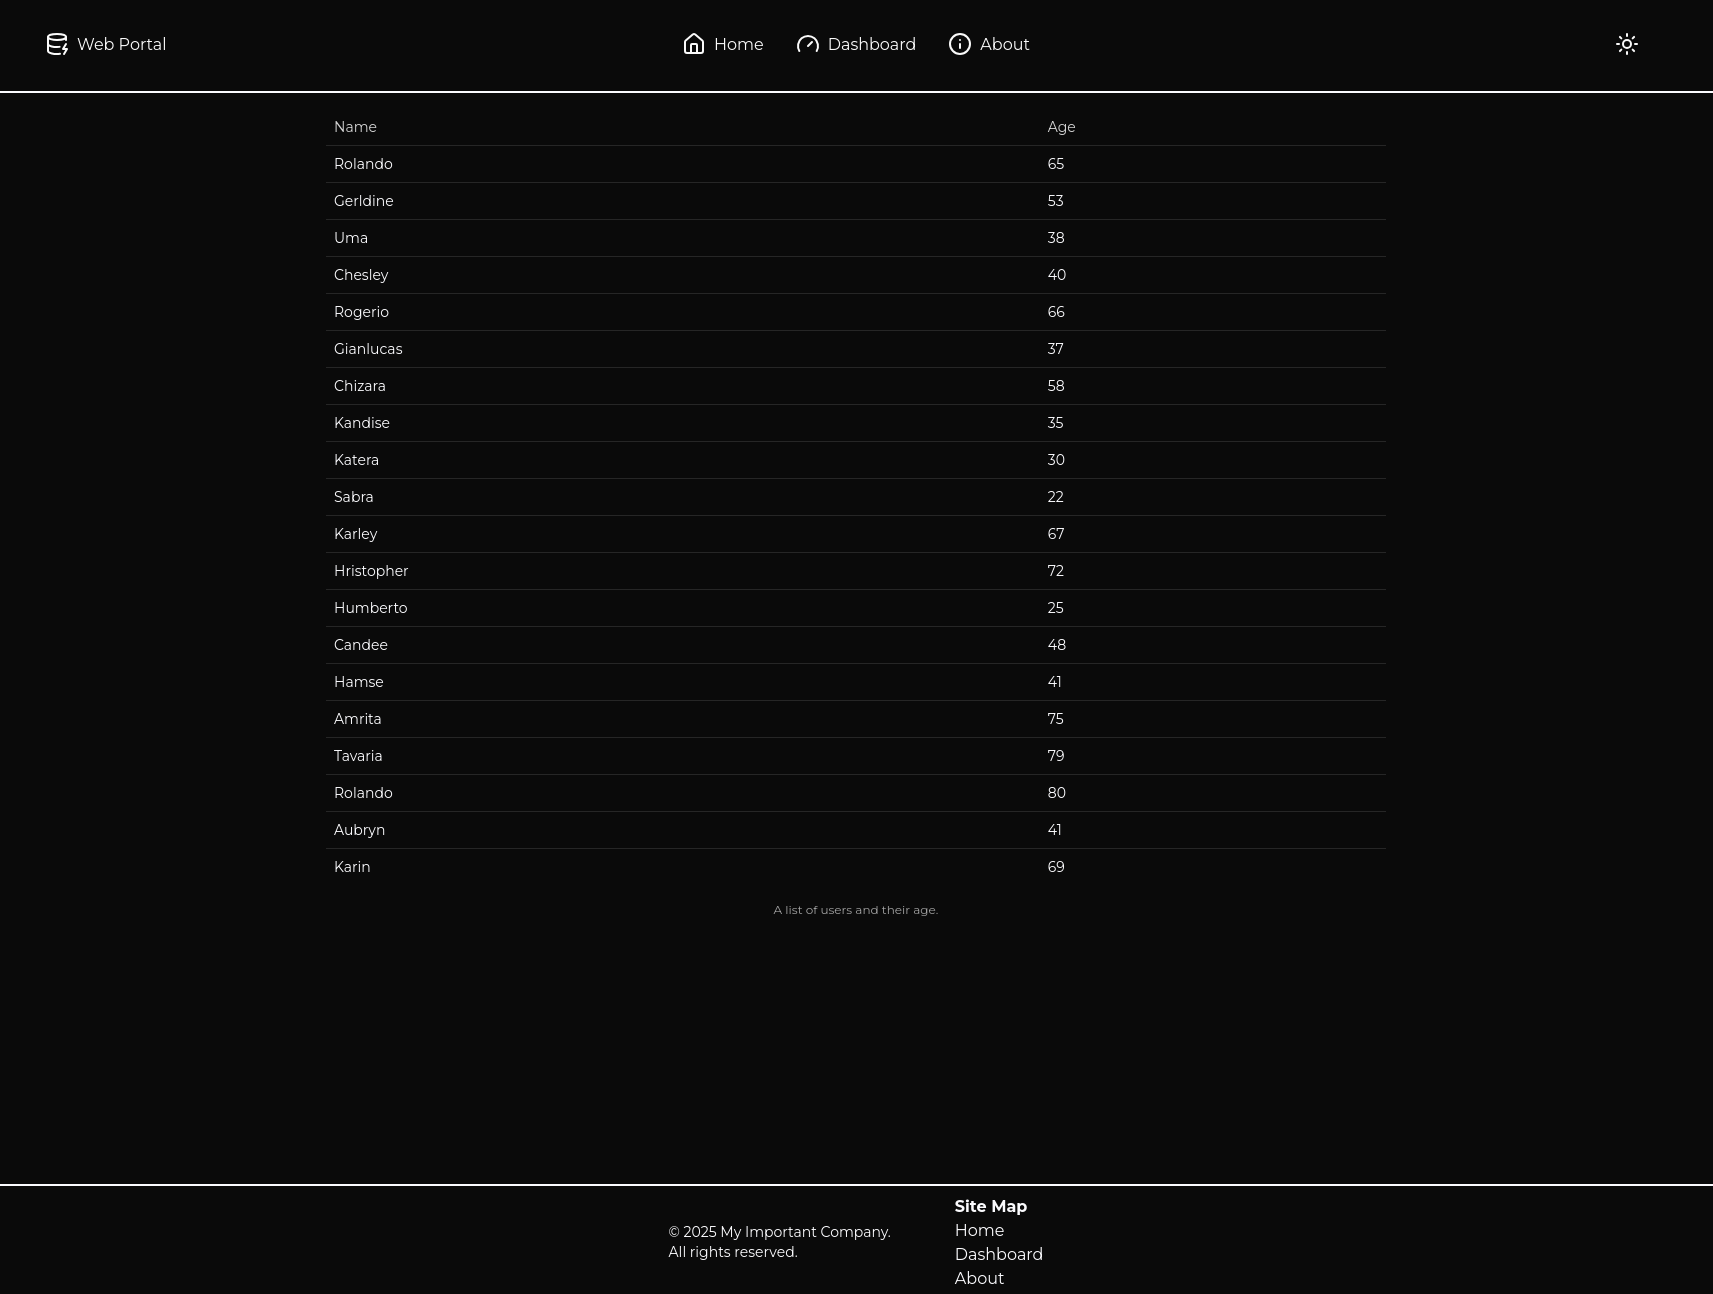 Web Portal Home Dashboard About
Name Age
Rolando 65
Gerldine 53
Uma 38
Chesley 40
Rogerio 66
Gianlucas 37
Chizara 58
Kandise 35
Katera 30
Sabra 22
Karley 67
Hristopher 72
Humberto 25
Candee 48
Hamse 41
Amrita 75
Tavaria 79
Rolando 80
Aubryn 41
Karin 69
A list of users and their age.
© 2025 My Important Company.
All rights reserved.
Site Map
Home
Dashboard
About